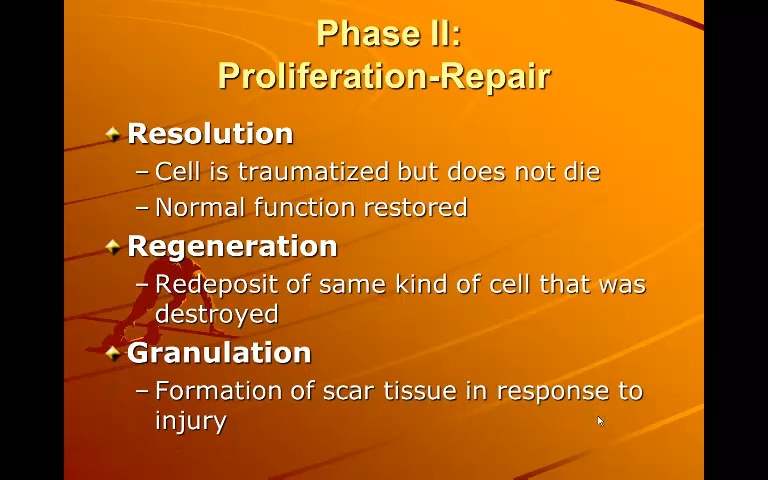 Phase II:
Proliferation-Repair
Resolution
– Cell is traumatized but does not die
– Normal function restored
Regeneration
– Redeposit of same kind of cell that was
destroyed
Granulation
– Formation of scar tissue in response to
injury